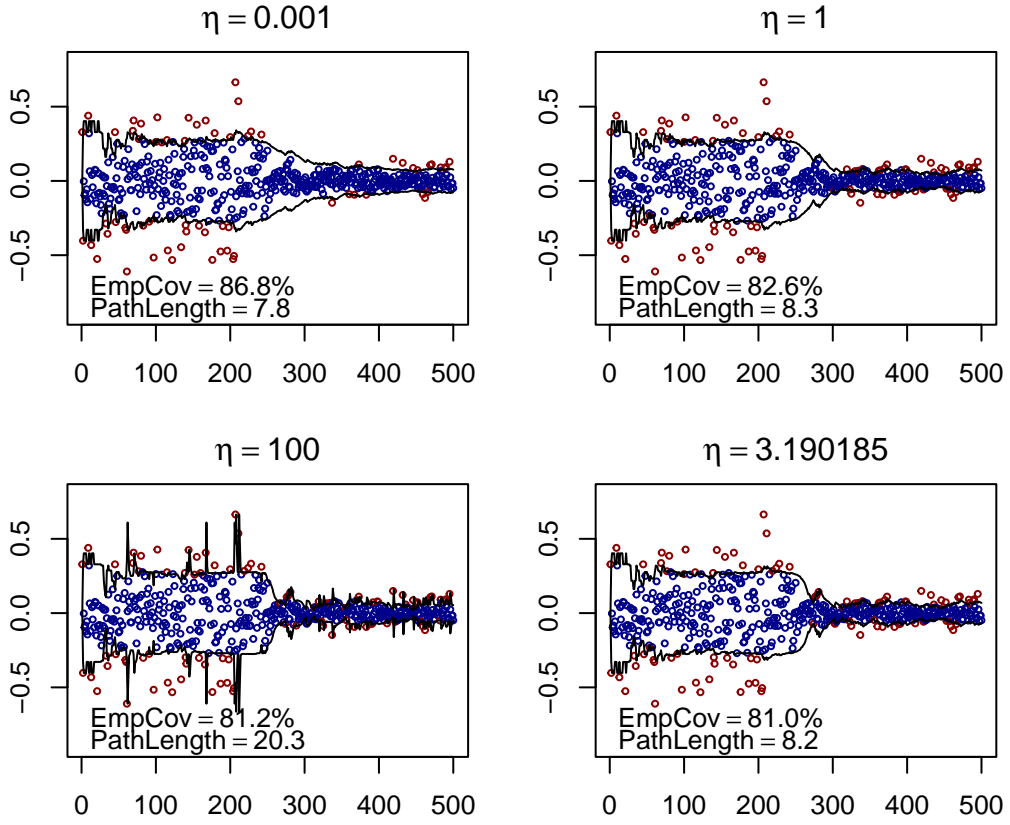 η = 0.001
0.5
0.0
−0.5
EmpCov = 86.8%
PathLength = 7.8
0 100 200 300 400 500
η = 1
0.5
0.0
−0.5
EmpCov = 82.6%
PathLength = 8.3
0 100 200 300 400 500
η = 100
0.5
0.0
−0.5
EmpCov = 81.2%
PathLength = 20.3
0 100 200 300 400 500
η = 3.190185
0.5
0.0
−0.5
EmpCov = 81.0%
PathLength = 8.2
0 100 200 300 400 500